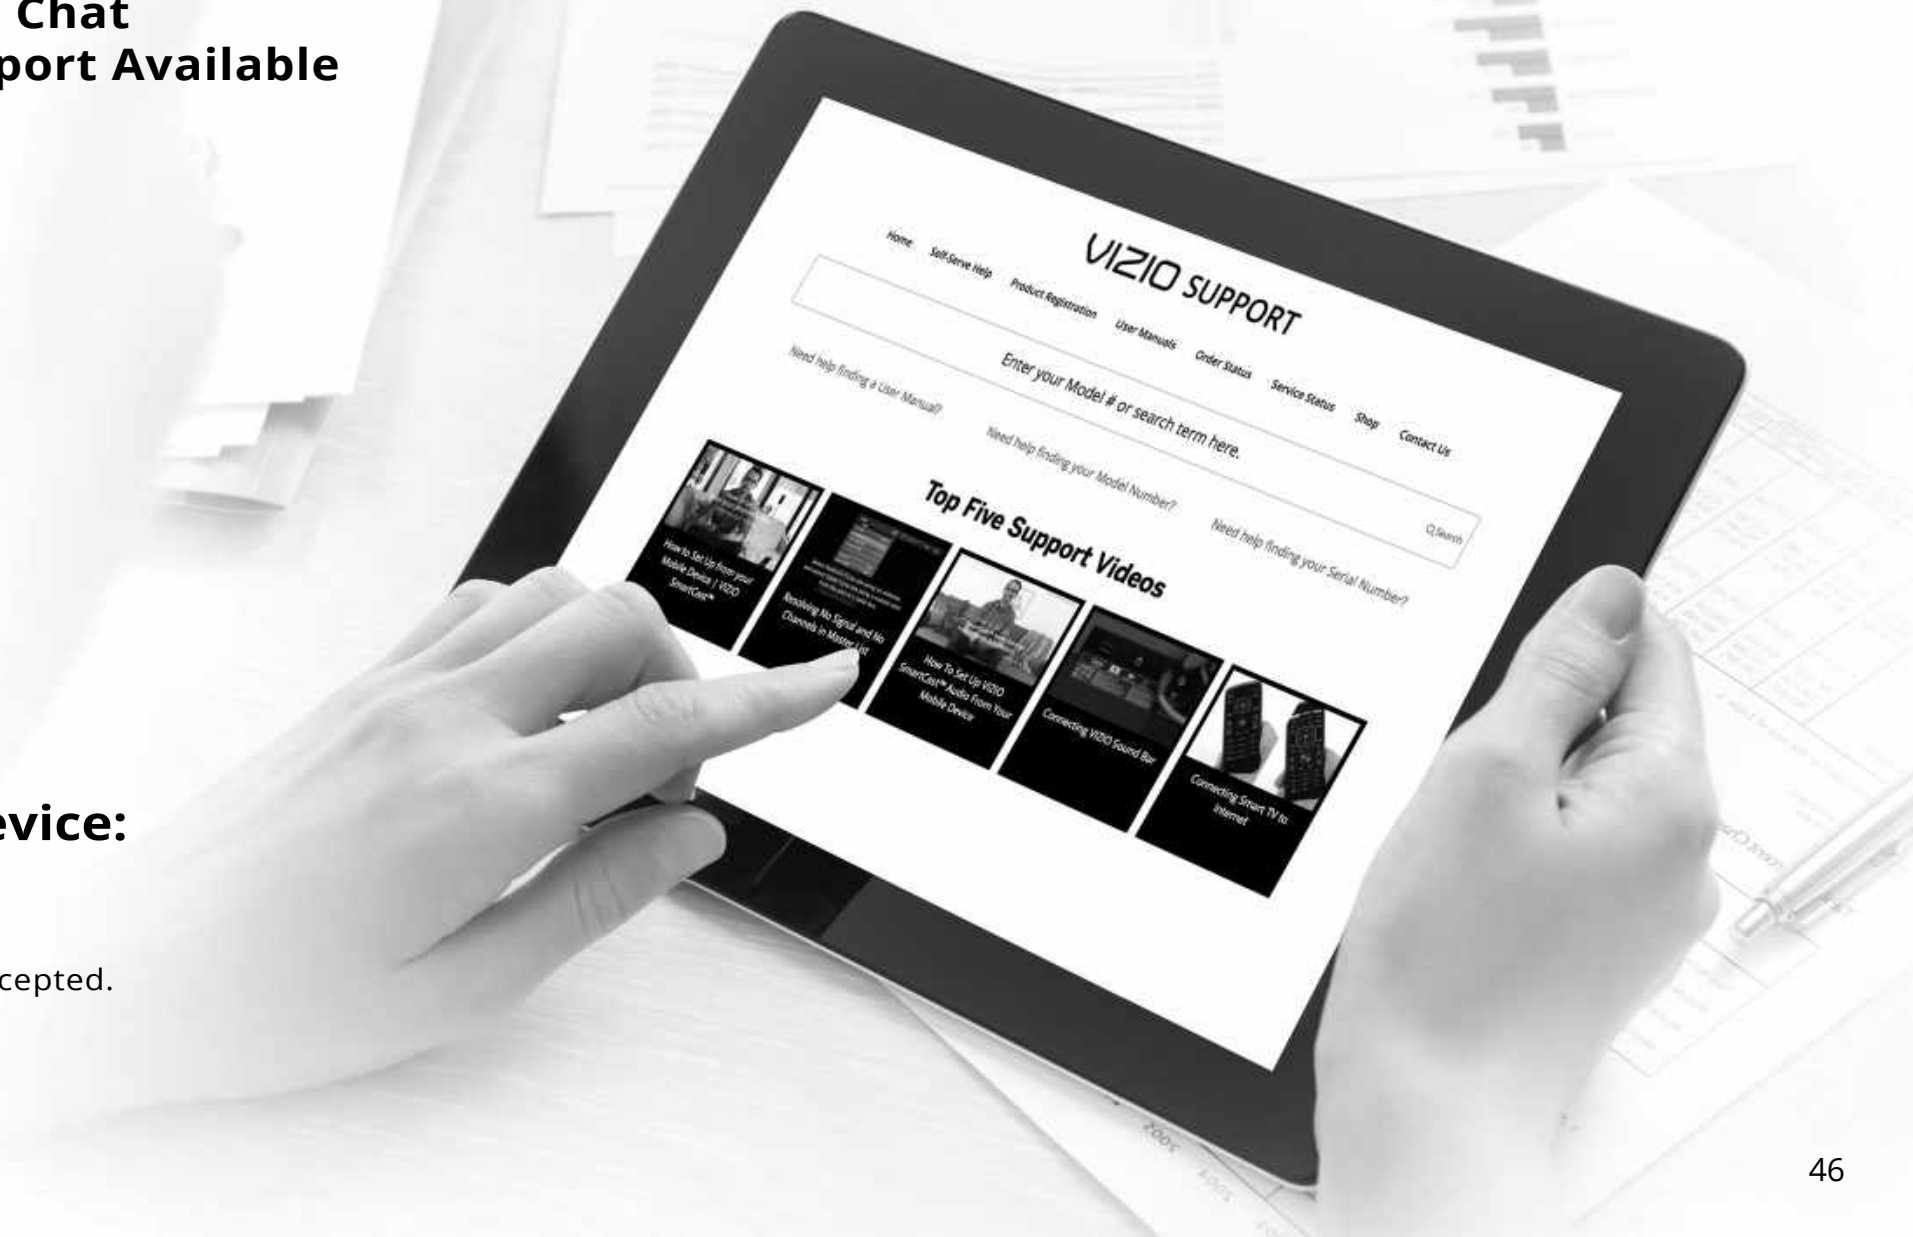 Chat
port Available
VIZIO SUPPORT
Home Self-Serve Help Product Registration User Manuals Order Status Service Status Shop Contact Us
Enter your Model # or search term here.
Search
Need help finding a User Manual? Need help finding your Model Number? Need help finding your Serial Number?
Top Five Support Videos
How to Set Up from your
Mobile Device | VIZIO
SmartCast™
Resolving No Signal and No
Channels in Master List
How To Set Up VIZIO
SmartCast™ Audio From Your
Mobile Device
Connecting VIZIO Sound Bar
Connecting Smart TV to
Internet
evice:
cepted.
46